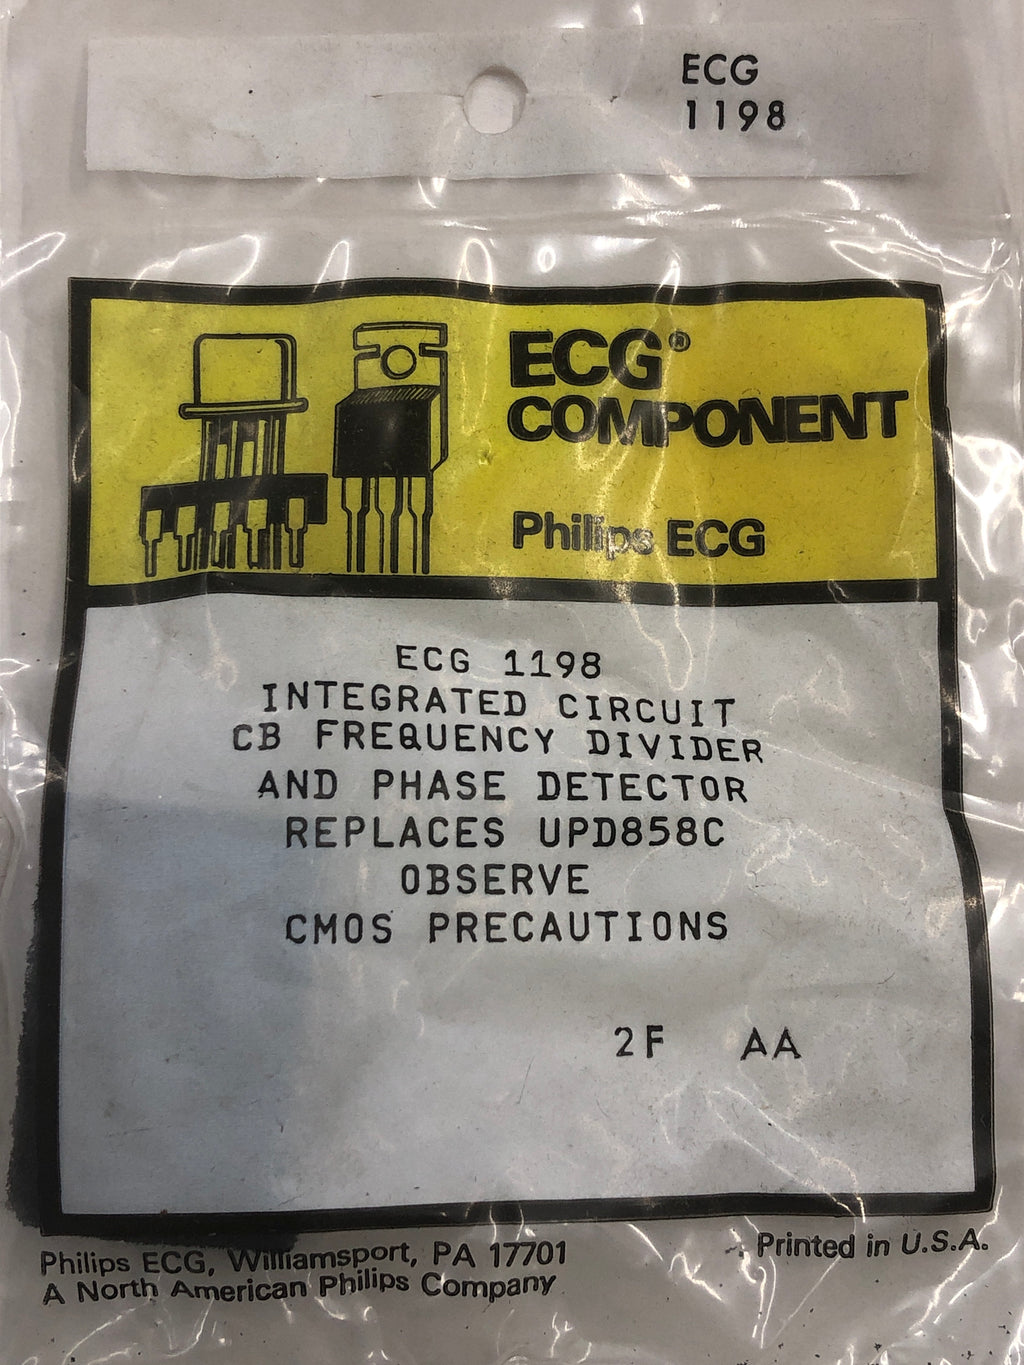 ECG
1198
ECG®
COMPONENT
Philips ECG
ECG 1198
INTEGRATED CIRCUIT
CB FREQUENCY DIVIDER
AND PHASE DETECTOR
REPLACES UPD858C
OBSERVE
CMOS PRECAUTIONS
2F AA
Philips ECG, Williamsport, PA 17701
A North American Philips Company
Printed in U.S.A.